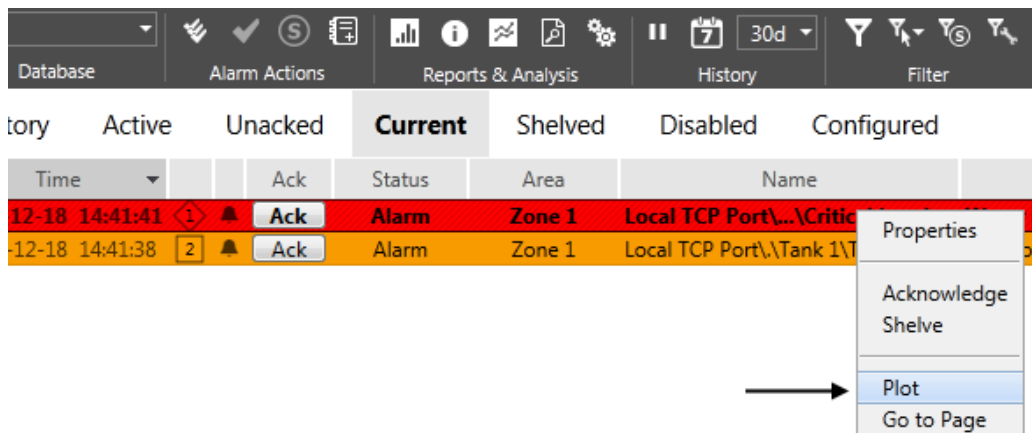 30d
Database Alarm Actions Reports & Analysis History Filter
tory Active Unacked Current Shelved Disabled Configured
Time Ack Status Area Name
12-18 14:41:41 1 Ack Alarm Zone 1 Local TCP Port\...\Critic
-12-18 14:41:38 2 Ack Alarm Zone 1 Local TCP Port\.\Tank 1\T
Properties
Acknowledge
Shelve
Plot
Go to Page